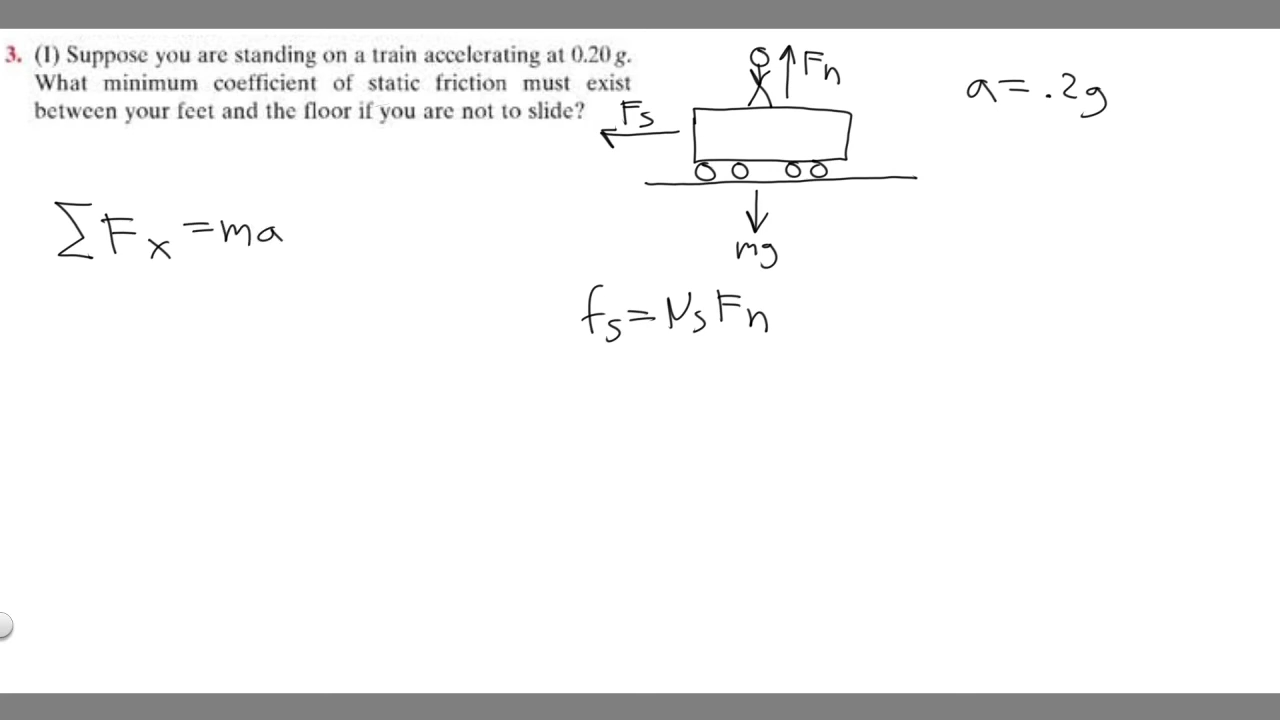 3. (I) Suppose you are standing on a train accelerating at 0.20 g.
What minimum coefficient of static friction must exist
between your feet and the floor if you are not to slide?
Fn
a = .2g
Fs
ΣFx = ma
mg
fs = μsFn